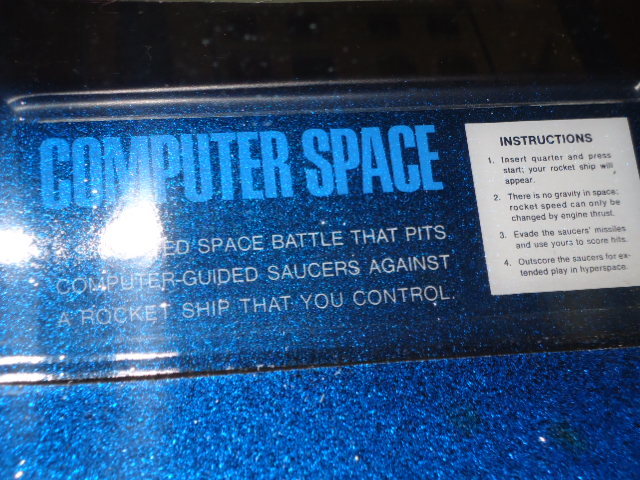 COMPUTER SPACE
SPACE BATTLE THAT PITS
COMPUTER-GUIDED SAUCERS AGAINST
A ROCKET SHIP THAT YOU CONTROL.
INSTRUCTIONS
1. Insert quarter and press
start; your rocket ship will
appear.
2. There is no gravity in space;
rocket speed can only be
changed by engine thrust.
3. Evade the saucers' missiles
and use yours to score hits.
4. Outscore the saucers for ex-
tended play in hyperspace.